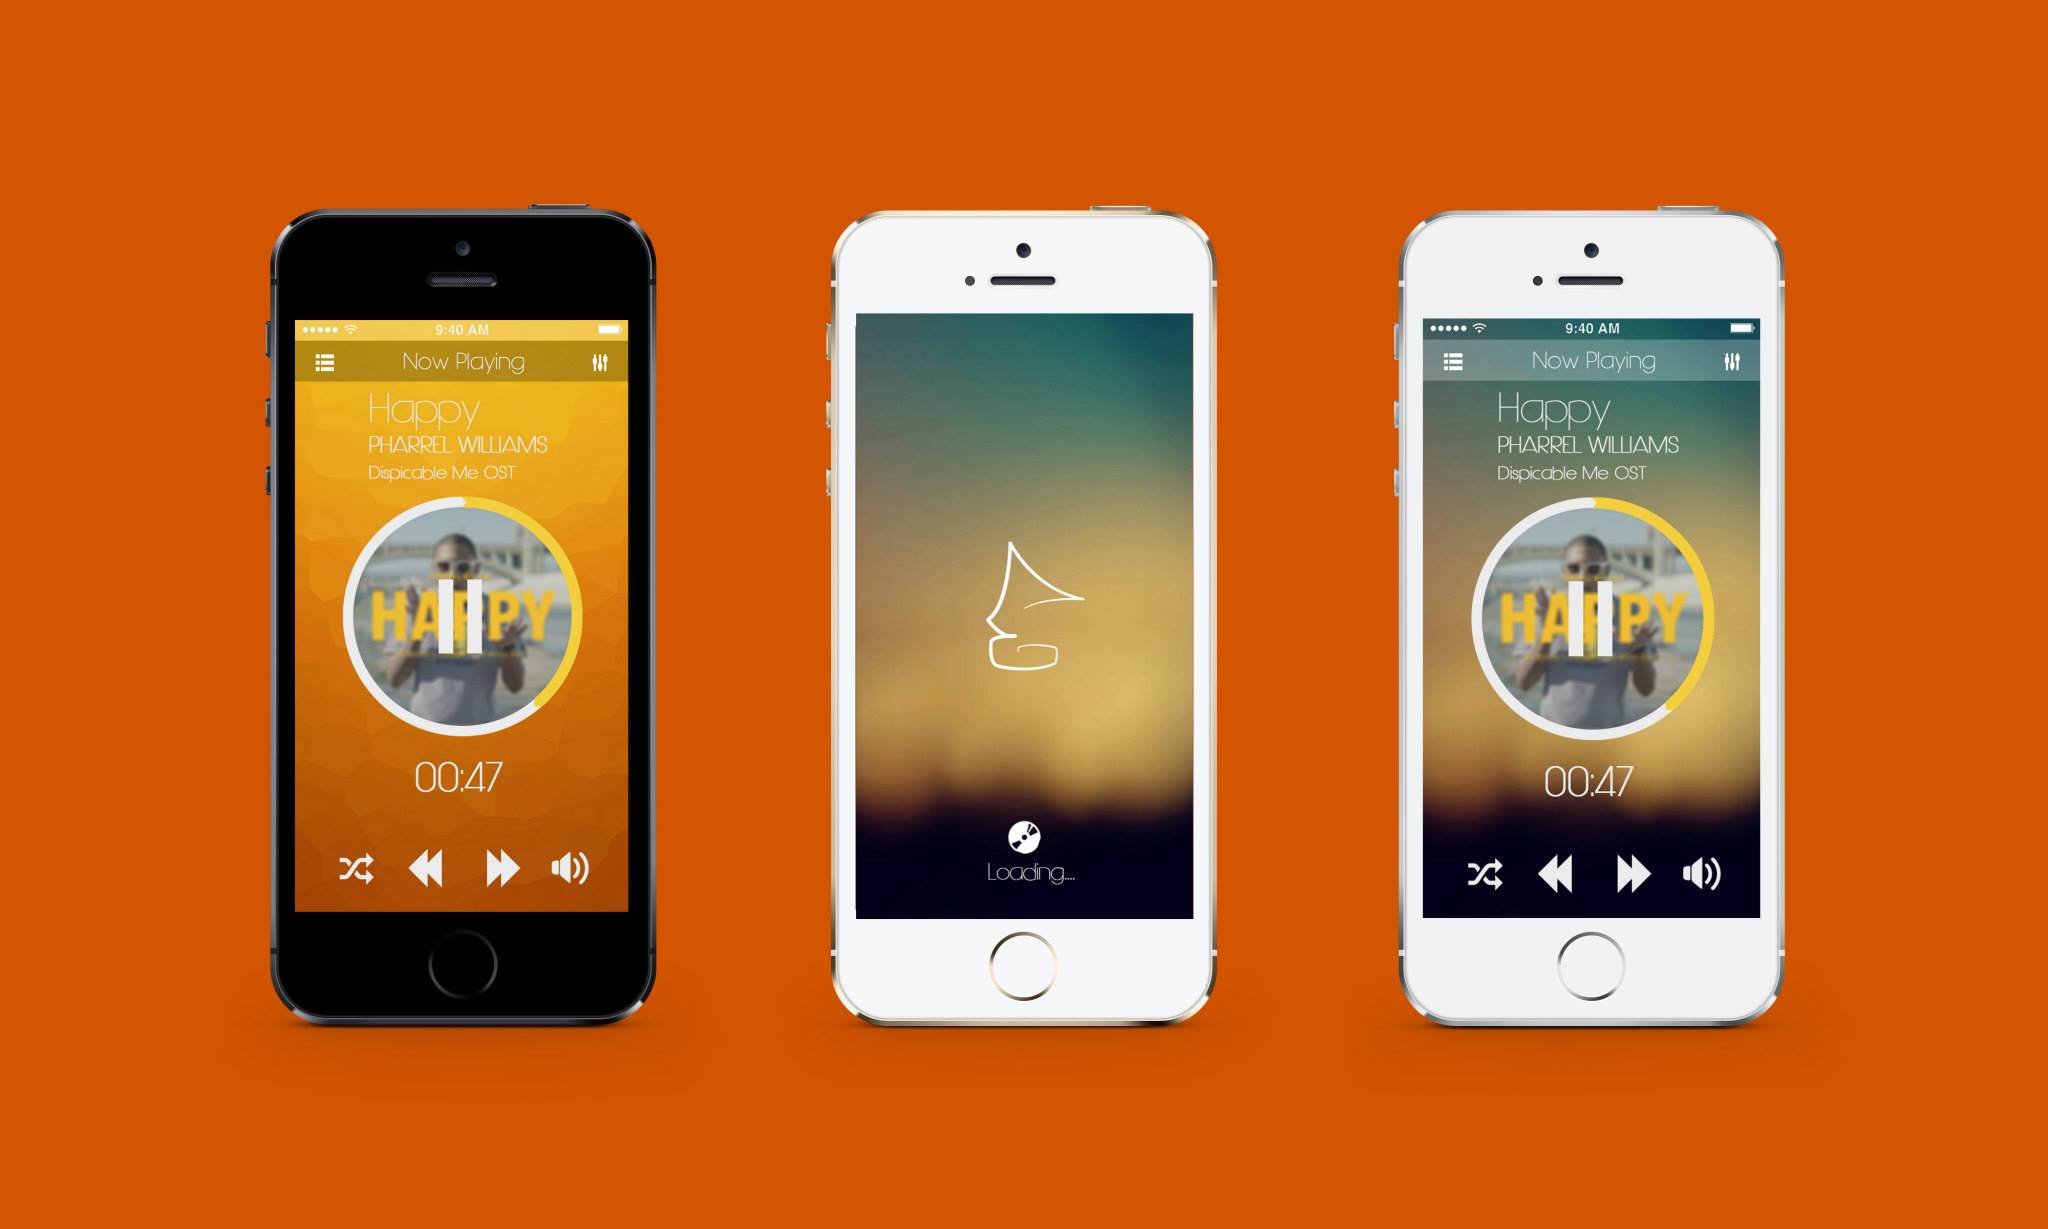 9:40 AM
Now Playing
Happy
PHARREL WILLIAMS
Dispicable Me OST
HAPPY
00:47
Loading....
9:40 AM
Now Playing
Happy
PHARREL WILLIAMS
Dispicable Me OST
HAPPY
00:47